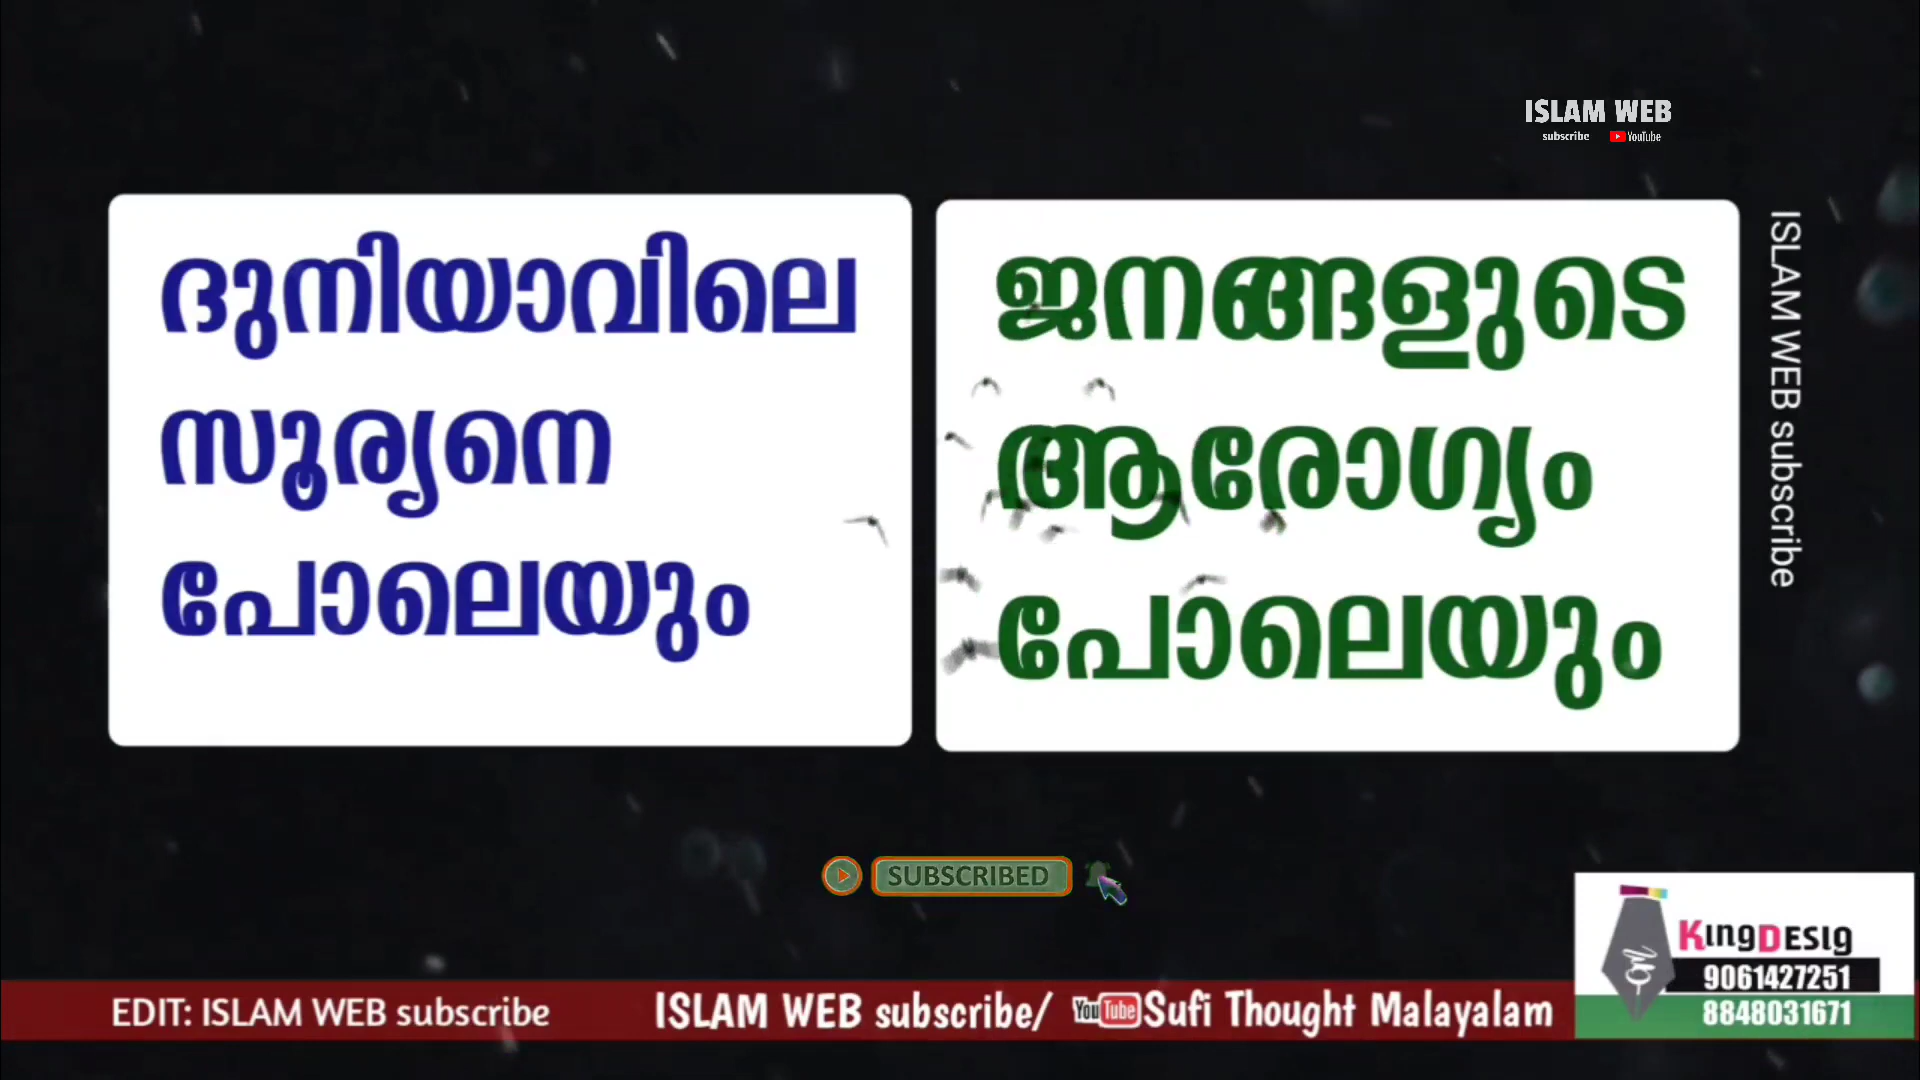 ISLAM WEB
subscribe YouTube
ദുനിയാവിലെ
സൂര്യനെ
പോലെയും
ജനങ്ങളുടെ
ആരോഗ്യം
പോലെയും
ISLAM WEB subscribe
SUBSCRIBED
KingDESIg
9061427251
8848031671
EDIT: ISLAM WEB subscribe
ISLAM WEB subscribe/ YouTube Sufi Thought Malayalam